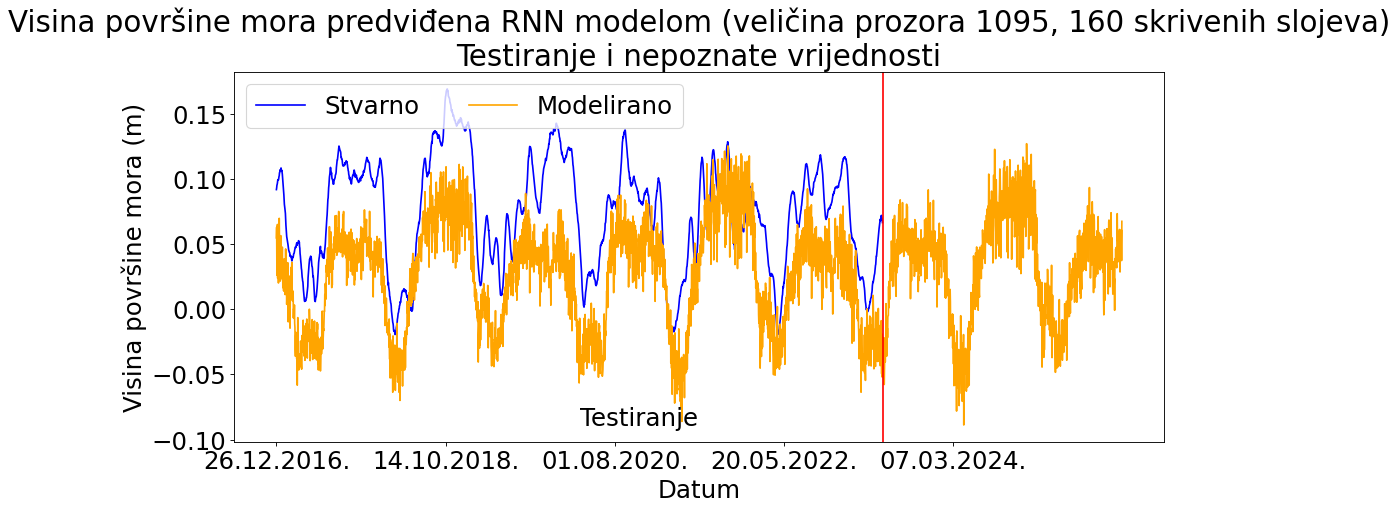 Visina površine mora predviđena RNN modelom (veličina prozora 1095, 160 skrivenih slojeva)
Testiranje i nepoznate vrijednosti
Stvarno
Modelirano
Visina površine mora (m)
0.15
0.10
0.05
0.00
−0.05
−0.10
Testiranje
26.12.2016.
14.10.2018.
01.08.2020.
20.05.2022.
07.03.2024.
Datum